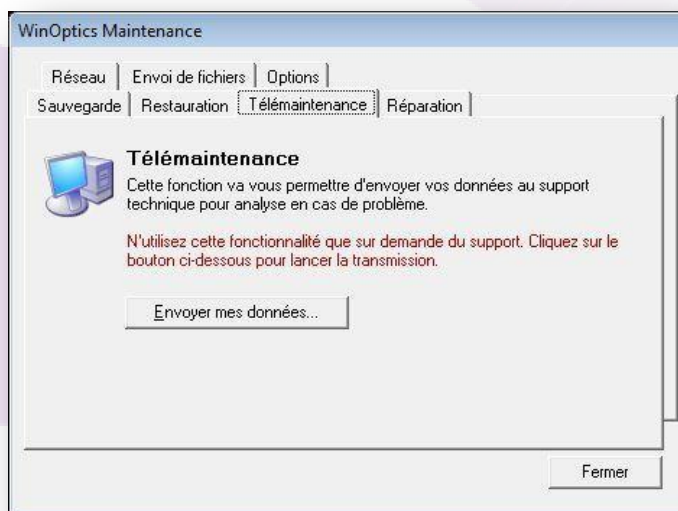 WinOptics Maintenance
Réseau
Envoi de fichiers
Options
Sauvegarde
Restauration
Télémaintenance
Réparation
Télémaintenance
Cette fonction va vous permettre d'envoyer vos données au support
technique pour analyse en cas de problème.
N'utilisez cette fonctionnalité que sur demande du support. Cliquez sur le
bouton ci-dessous pour lancer la transmission.
Envoyer mes données...
Fermer